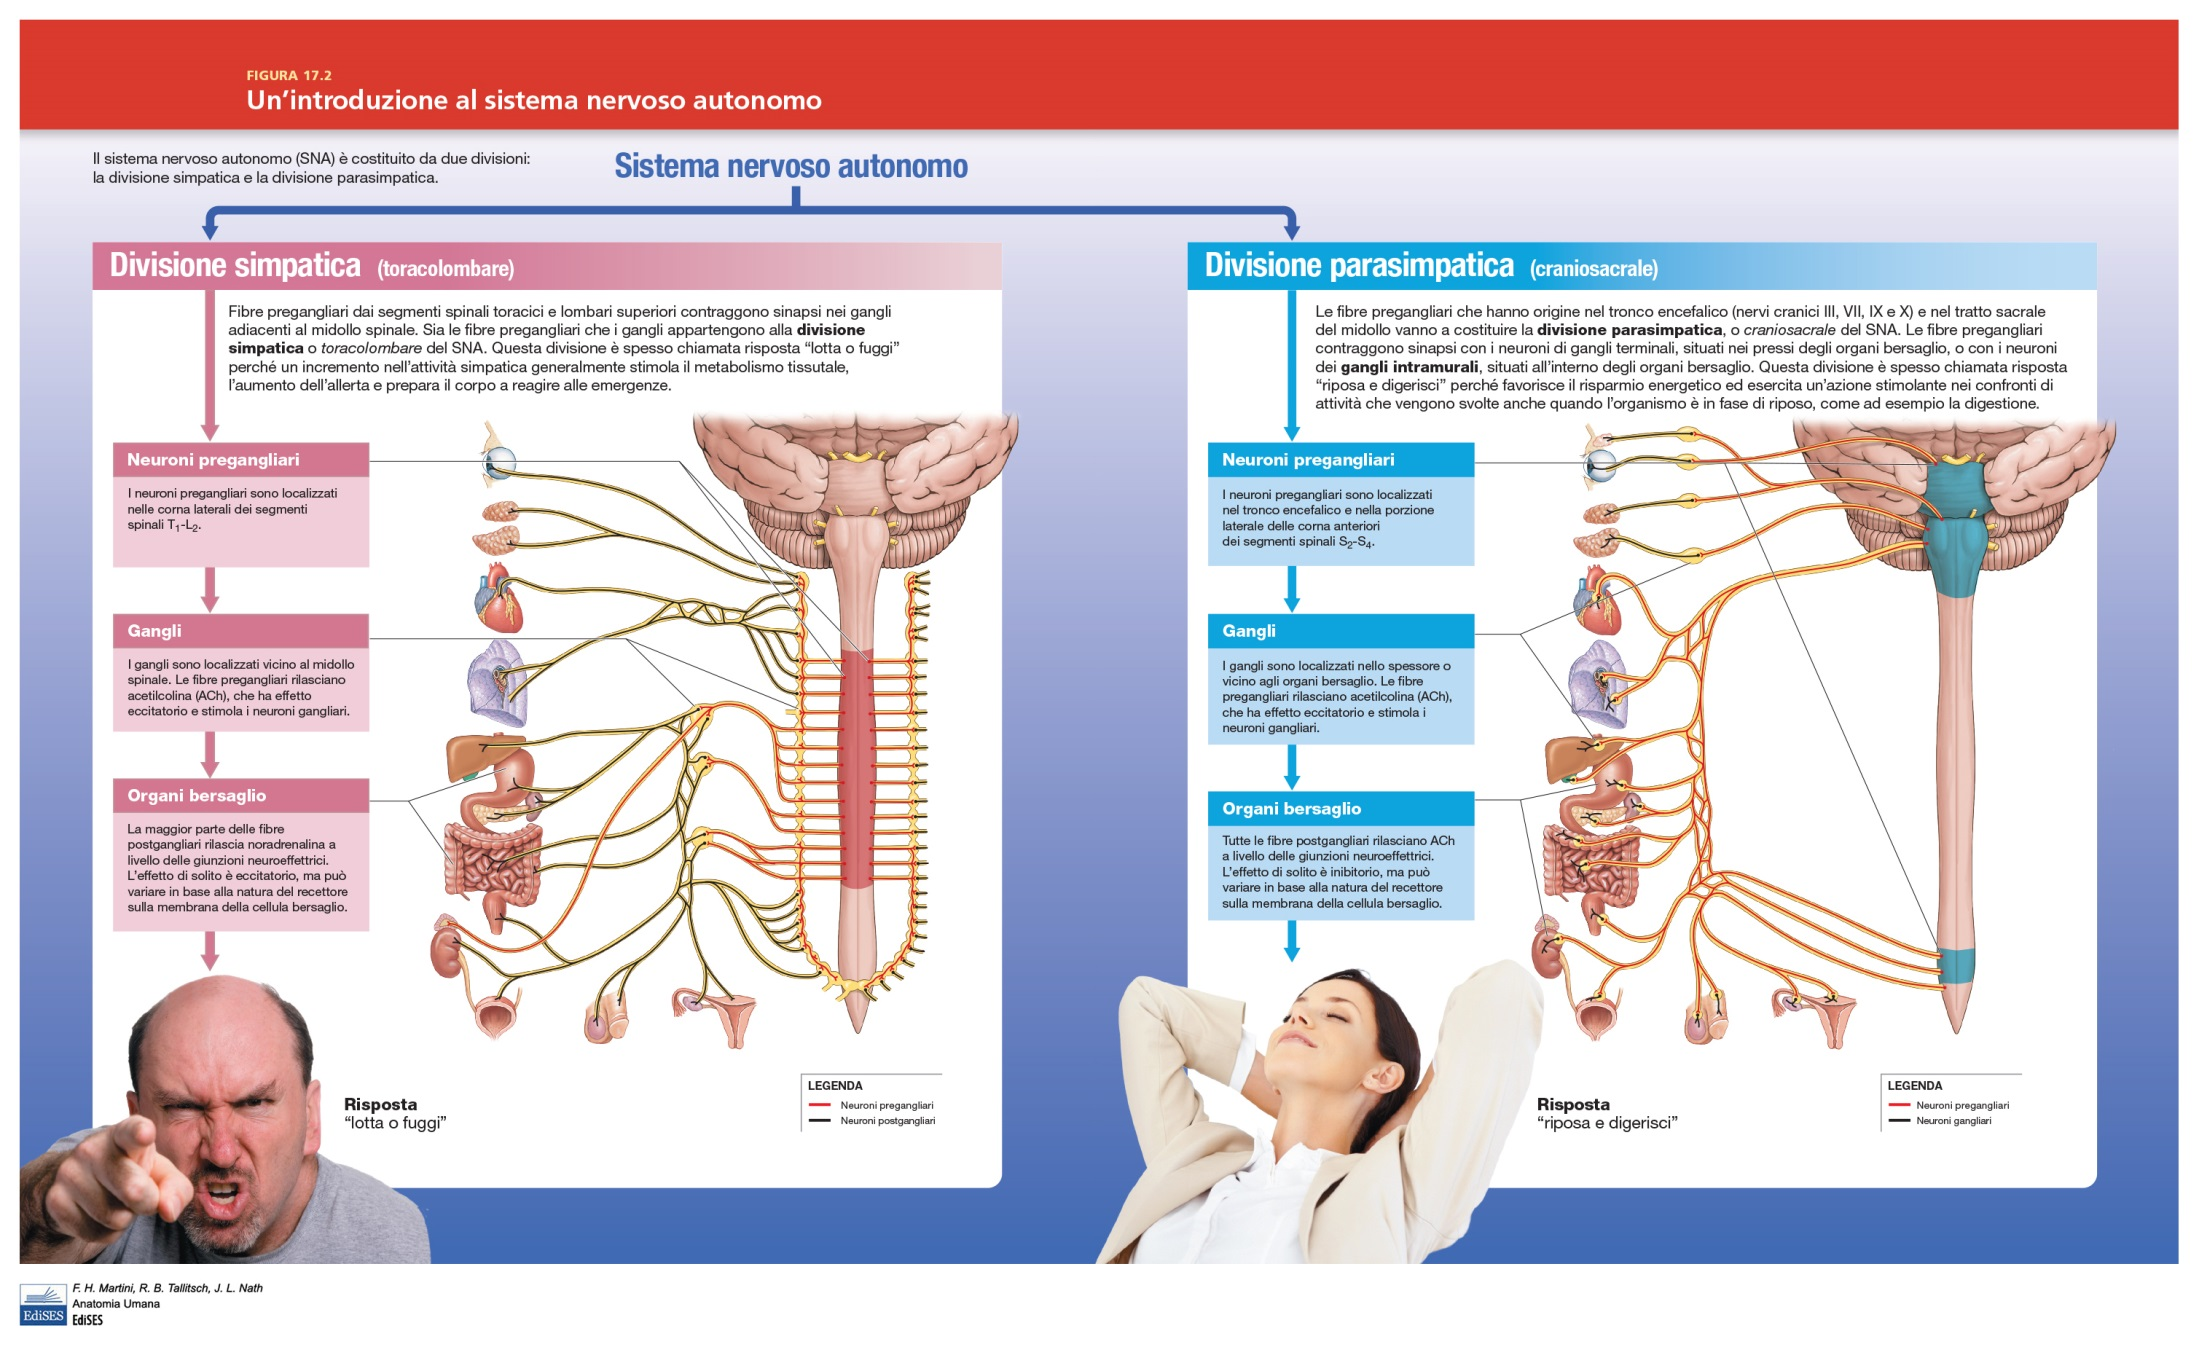 FIGURA 17.2
Un’introduzione al sistema nervoso autonomo
Il sistema nervoso autonomo (SNA) è costituito da due divisioni:
la divisione simpatica e la divisione parasimpatica.
Sistema nervoso autonomo
Divisione simpatica (toracolombare)
Fibre pregangliari dai segmenti spinali toracici e lombari superiori contraggono sinapsi nei gangli
adiacenti al midollo spinale. Sia le fibre pregangliari che i gangli appartengono alla divisione
simpatica o toracolombare del SNA. Questa divisione è spesso chiamata risposta “lotta o fuggi”
perché un incremento nell’attività simpatica generalmente stimola il metabolismo tissutale,
l’aumento dell’allerta e prepara il corpo a reagire alle emergenze.
Neuroni pregangliari
I neuroni pregangliari sono localizzati
nelle corna laterali dei segmenti
spinali T1-L2.
Gangli
I gangli sono localizzati vicino al midollo
spinale. Le fibre pregangliari rilasciano
acetilcolina (ACh), che ha effetto
eccitatorio e stimola i neuroni gangliari.
Organi bersaglio
La maggior parte delle fibre
postgangliari rilascia noradrenalina a
livello delle giunzioni neuroeffettrici.
L’effetto di solito è eccitatorio, ma può
variare in base alla natura del recettore
sulla membrana della cellula bersaglio.
Risposta
“lotta o fuggi”
LEGENDA
Neuroni pregangliari
Neuroni postgangliari
Divisione parasimpatica (craniosacrale)
Le fibre pregangliari che hanno origine nel tronco encefalico (nervi cranici III, VII, IX e X) e nel tratto sacrale
del midollo vanno a costituire la divisione parasimpatica, o craniosacrale del SNA. Le fibre pregangliari
contraggono sinapsi con i neuroni di gangli terminali, situati nei pressi degli organi bersaglio, o con i neuroni
dei gangli intramurali, situati all’interno degli organi bersaglio. Questa divisione è spesso chiamata risposta
“riposa e digerisci” perché favorisce il risparmio energetico ed esercita un’azione stimolante nei confronti di
attività che vengono svolte anche quando l’organismo è in fase di riposo, come ad esempio la digestione.
Neuroni pregangliari
I neuroni pregangliari sono localizzati
nel tronco encefalico e nella porzione
laterale delle corna anteriori
dei segmenti spinali S2-S4.
Gangli
I gangli sono localizzati nello spessore o
vicino agli organi bersaglio. Le fibre
pregangliari rilasciano acetilcolina (ACh),
che ha effetto eccitatorio e stimola i
neuroni gangliari.
Organi bersaglio
Tutte le fibre postgangliari rilasciano ACh
a livello delle giunzioni neuroeffettrici.
L’effetto di solito è inibitorio, ma può
variare in base alla natura del recettore
sulla membrana della cellula bersaglio.
Risposta
“riposa e digerisci”
LEGENDA
Neuroni pregangliari
Neuroni gangliari
EdiSES
F. H. Martini, R. B. Tallitsch, J. L. Nath
Anatomia Umana
EdiSES